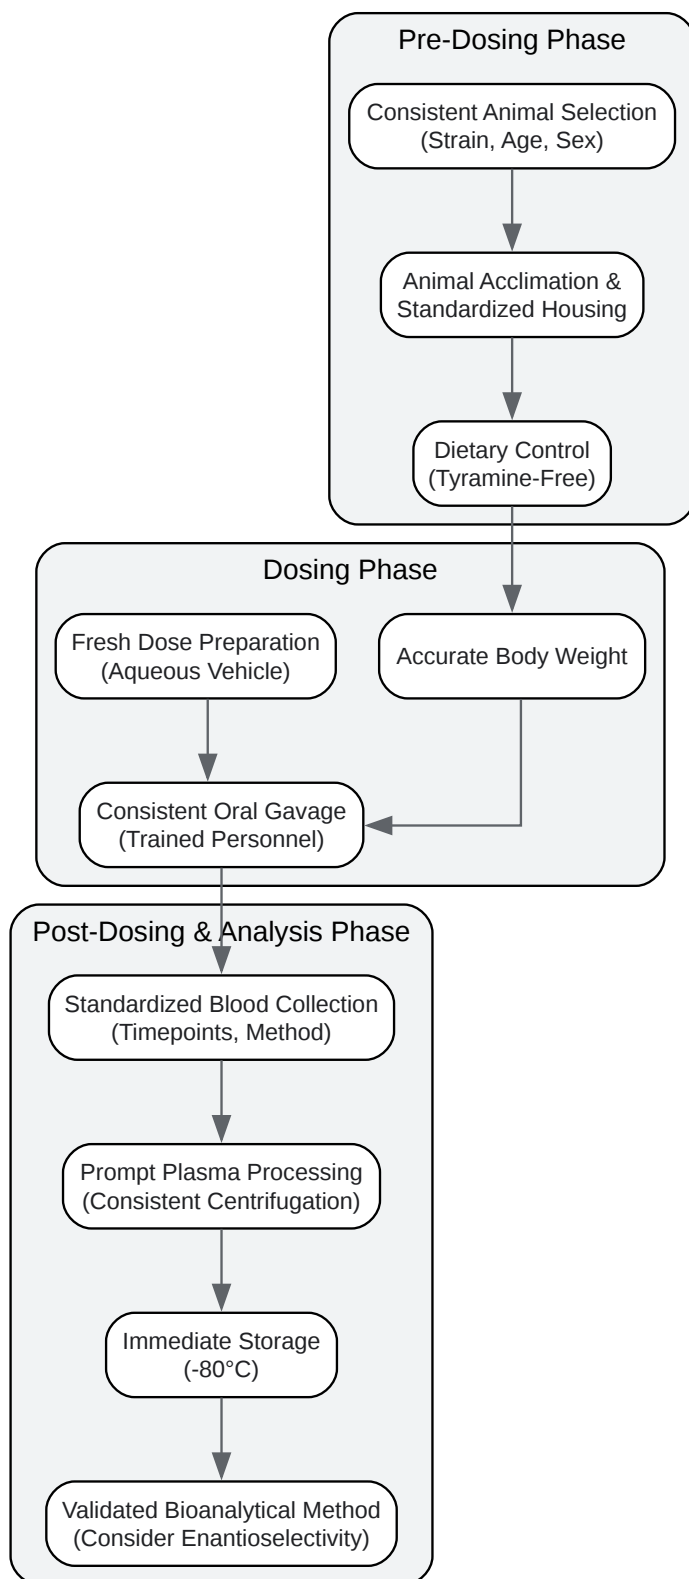 Pre-Dosing Phase
Consistent Animal Selection
(Strain, Age, Sex)
Animal Acclimation &
Standardized Housing
Dietary Control
(Tyramine-Free)
Dosing Phase
Fresh Dose Preparation
(Aqueous Vehicle)
Accurate Body Weight
Consistent Oral Gavage
(Trained Personnel)
Post-Dosing & Analysis Phase
Standardized Blood Collection
(Timepoints, Method)
Prompt Plasma Processing
(Consistent Centrifugation)
Immediate Storage
(-80°C)
Validated Bioanalytical Method
(Consider Enantioselectivity)